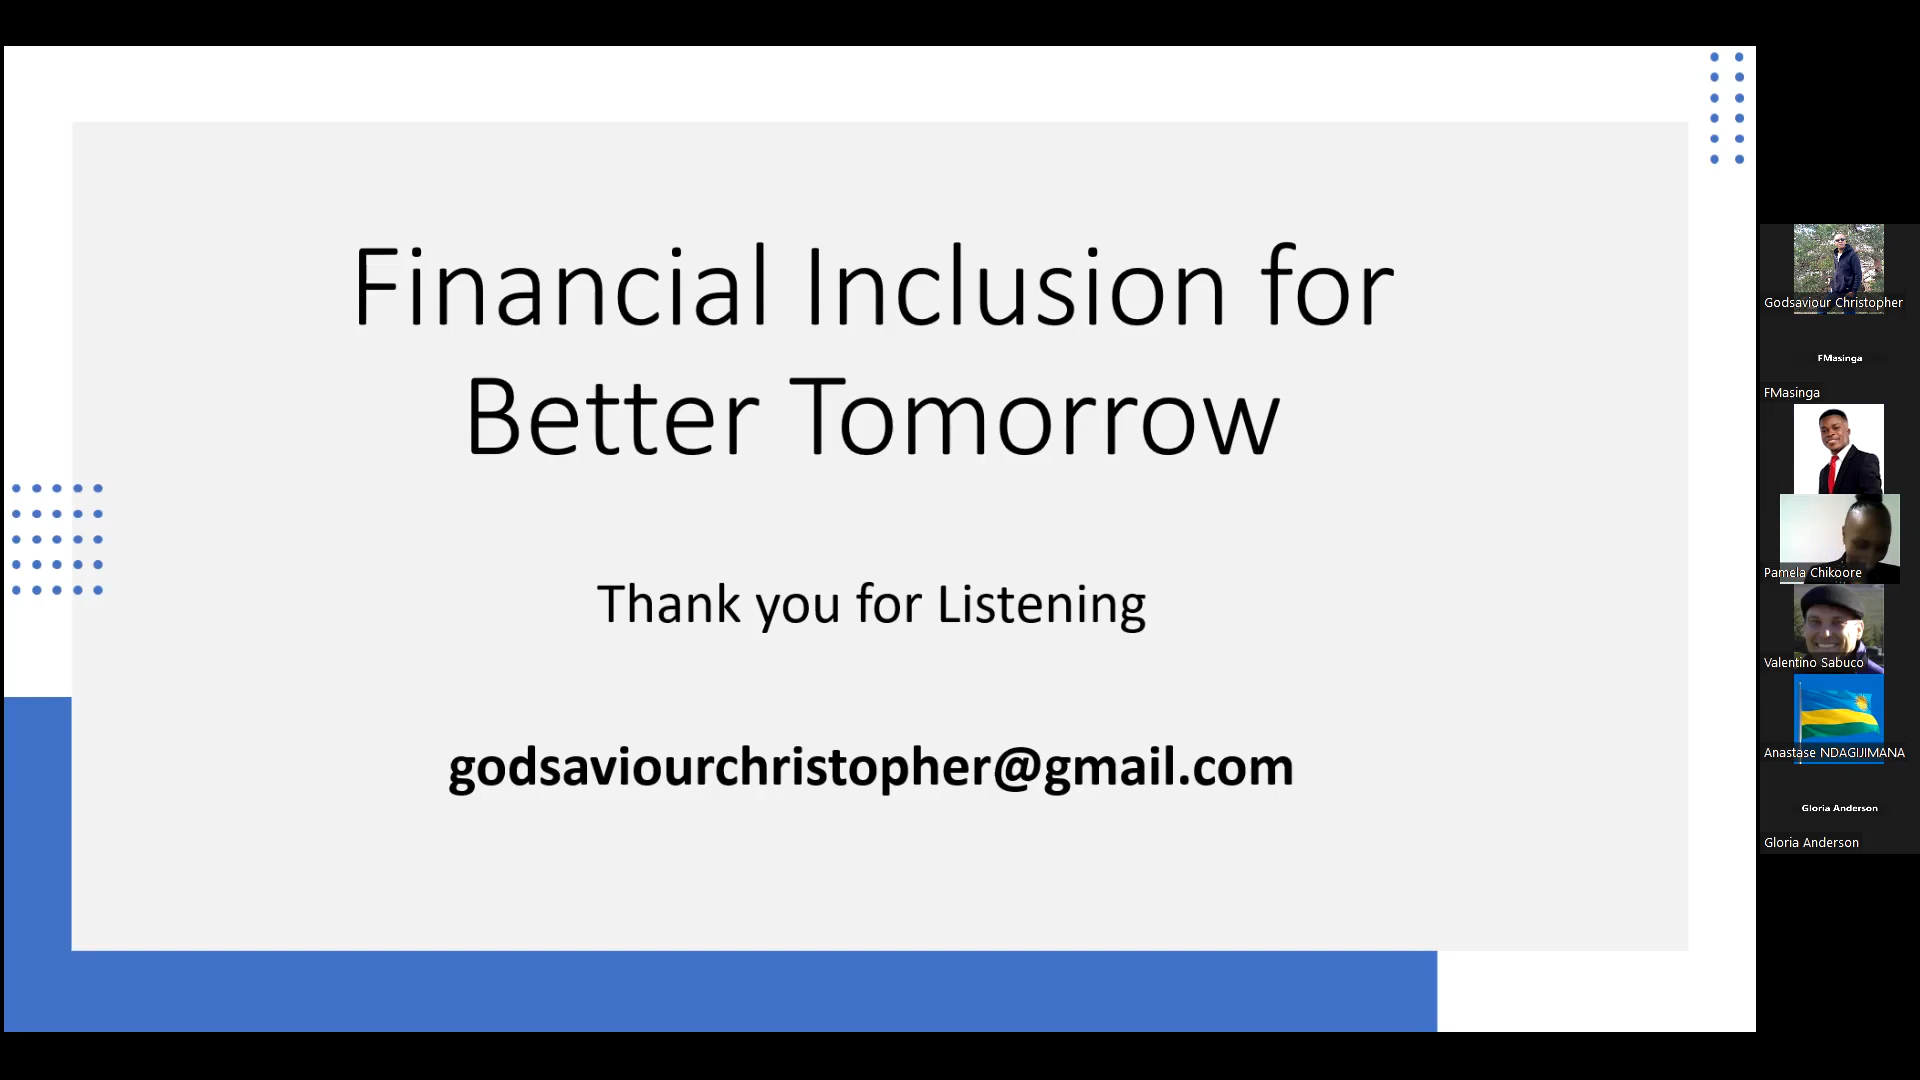 Financial Inclusion for
Better Tomorrow
Thank you for Listening
godsaviourchristopher@gmail.com
Godsaviour Christopher
FMasinga
FMasinga
Pamela Chikoore
Valentino Sabuco
Anastase NDAGIJIMANA
Gloria Anderson
Gloria Anderson